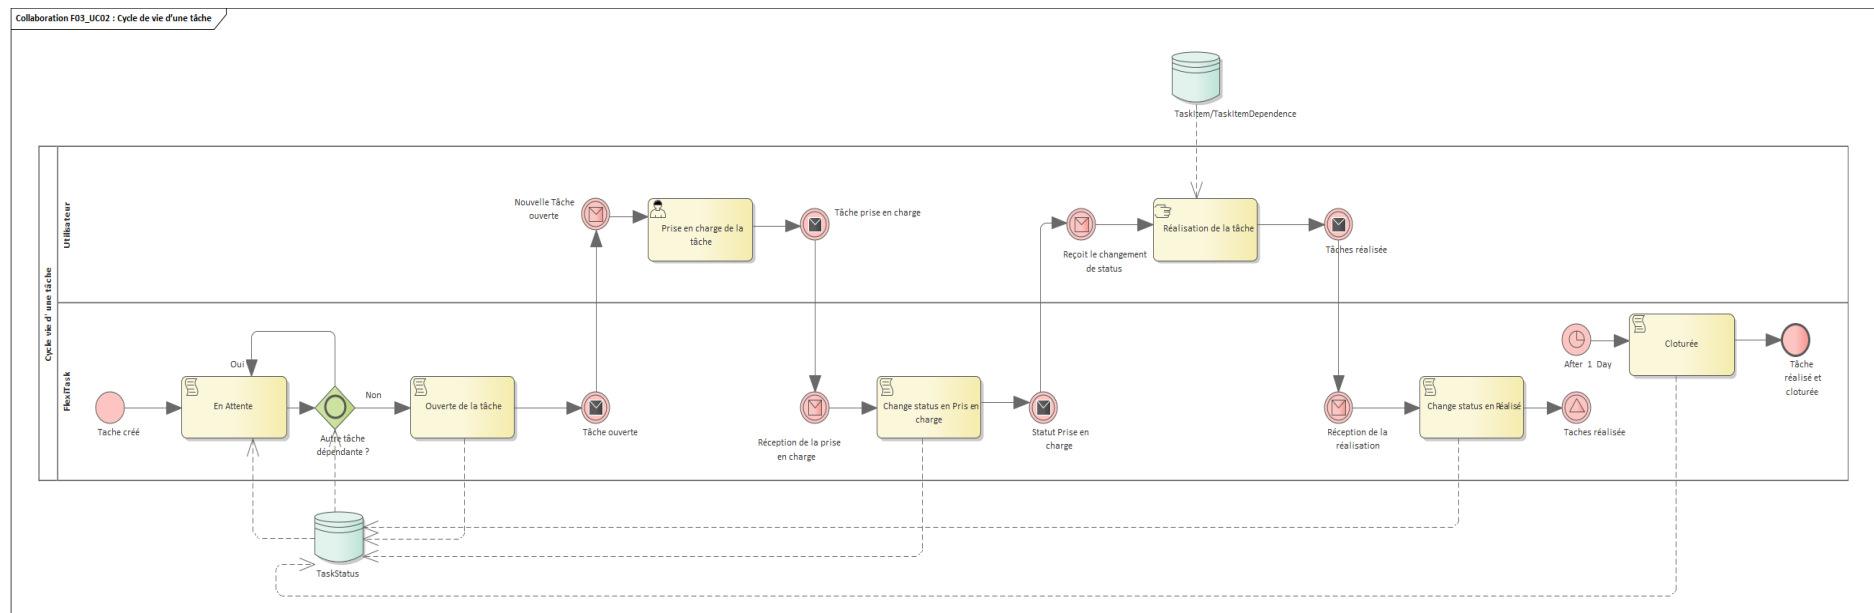 Collaboration F03_UC02 : Cycle de vie d'une tâche
TaskItem/TaskItemDependence
Cycle vie d' une tâche
Utilisateur
Nouvelle Tâche
ouverte
Prise en charge de la
tâche
Tâche prise en charge
Reçoit le changement
de status
Réalisation de la tâche
Tâches réalisée
FlexiTask
Tache créé
En Attente
Oui
Autre tâche
dépendante ?
Non
Ouverte de la tâche
Tâche ouverte
Réception de la prise
en charge
Change status en Pris en
charge
Statut Prise en
charge
Réception de la
réalisation
Change status en Réalisé
Taches réalisée
After 1 Day
Cloturée
Tâche
réalisé et
cloturée
TaskStatus